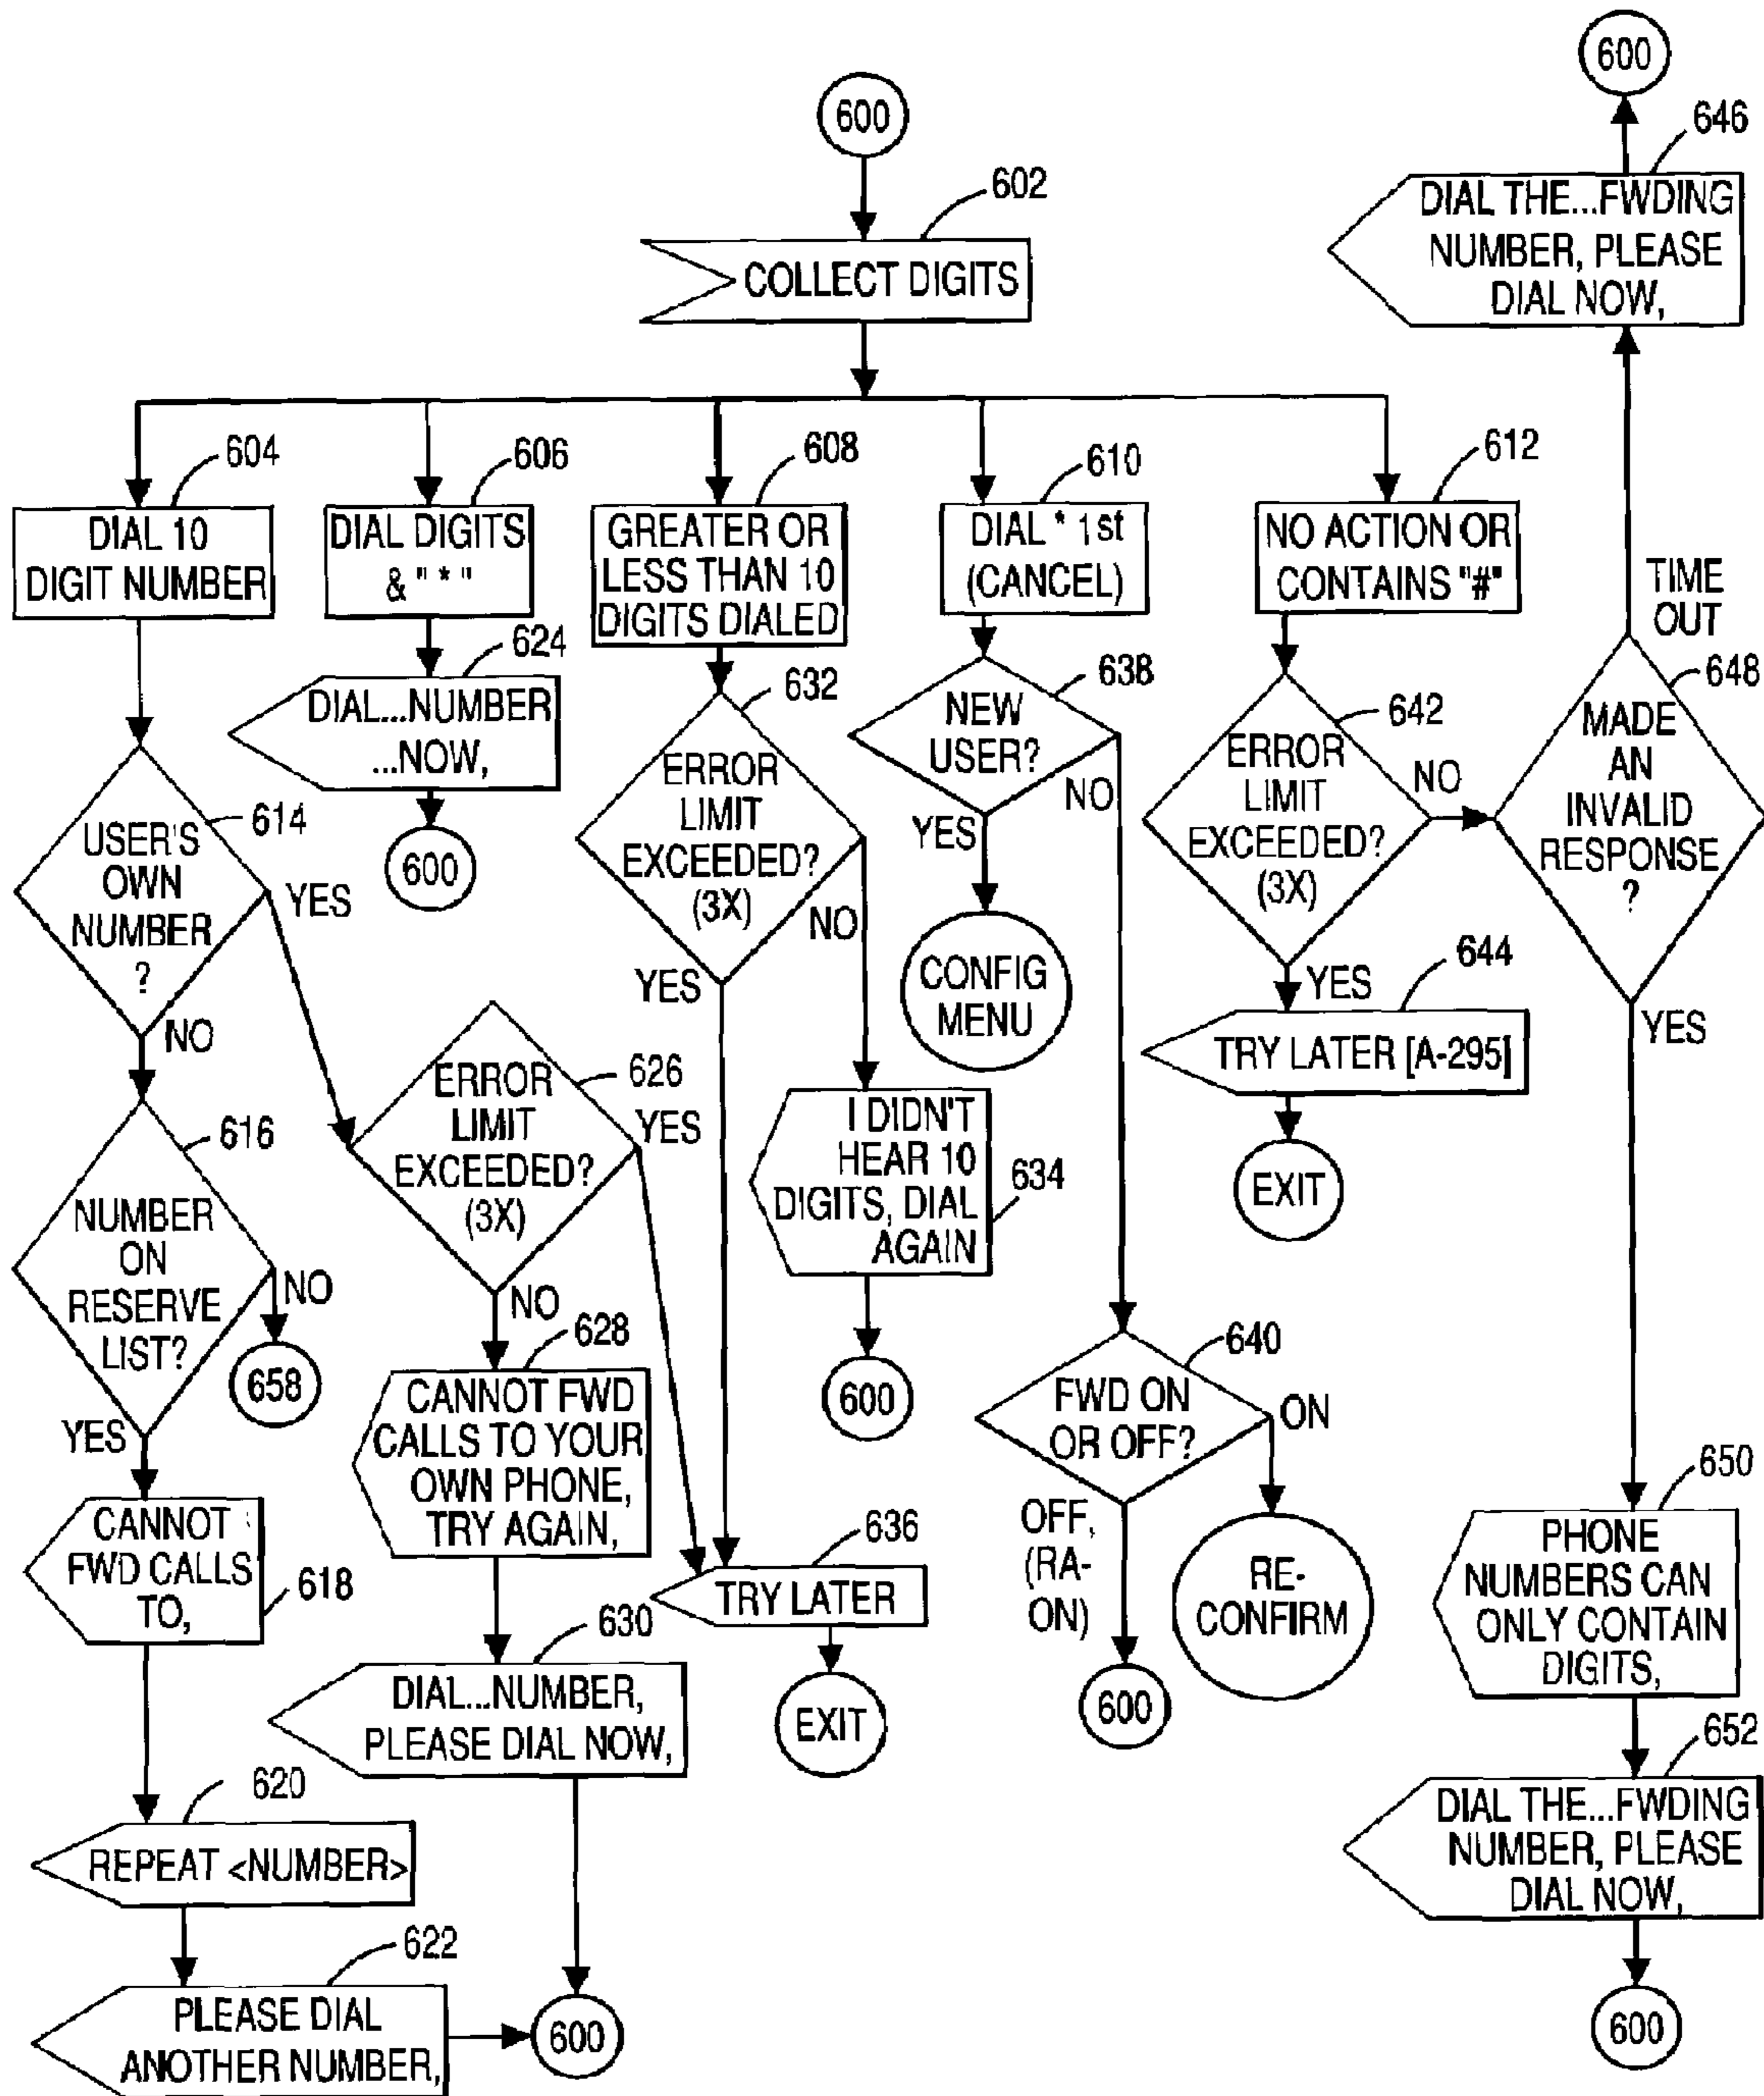 600
600
646
DIAL THE...FWDING
NUMBER, PLEASE
DIAL NOW,
602
COLLECT DIGITS
604
DIAL 10
DIGIT NUMBER
606
DIAL DIGITS
& " * "
608
GREATER OR
LESS THAN 10
DIGITS DIALED
610
DIAL * 1st
(CANCEL)
612
NO ACTION OR
CONTAINS "#"
TIME
OUT
624
DIAL...NUMBER
...NOW,
600
632
ERROR
LIMIT
EXCEEDED?
(3X)
NO
YES
638
NEW
USER?
NO
YES
CONFIG
MENU
642
ERROR
LIMIT
EXCEEDED?
(3X)
NO
YES
648
MADE
AN
INVALID
RESPONSE
?
YES
614
USER'S
OWN
NUMBER
?
YES
NO
644
TRY LATER [A-295]
EXIT
616
NUMBER
ON
RESERVE
LIST?
NO
658
YES
626
ERROR
LIMIT
EXCEEDED?
(3X)
YES
NO
634
I DIDN'T
HEAR 10
DIGITS, DIAL
AGAIN
600
628
CANNOT FWD
CALLS TO YOUR
OWN PHONE,
TRY AGAIN,
640
FWD ON
OR OFF?
ON
OFF,
(RA-
ON)
600
RE-
CONFIRM
618
CANNOT
FWD CALLS
TO,
636
TRY LATER
EXIT
630
DIAL...NUMBER,
PLEASE DIAL NOW,
650
PHONE
NUMBERS CAN
ONLY CONTAIN
DIGITS,
652
DIAL THE...FWDING
NUMBER, PLEASE
DIAL NOW,
600
620
REPEAT <NUMBER>
622
PLEASE DIAL
ANOTHER NUMBER,
600